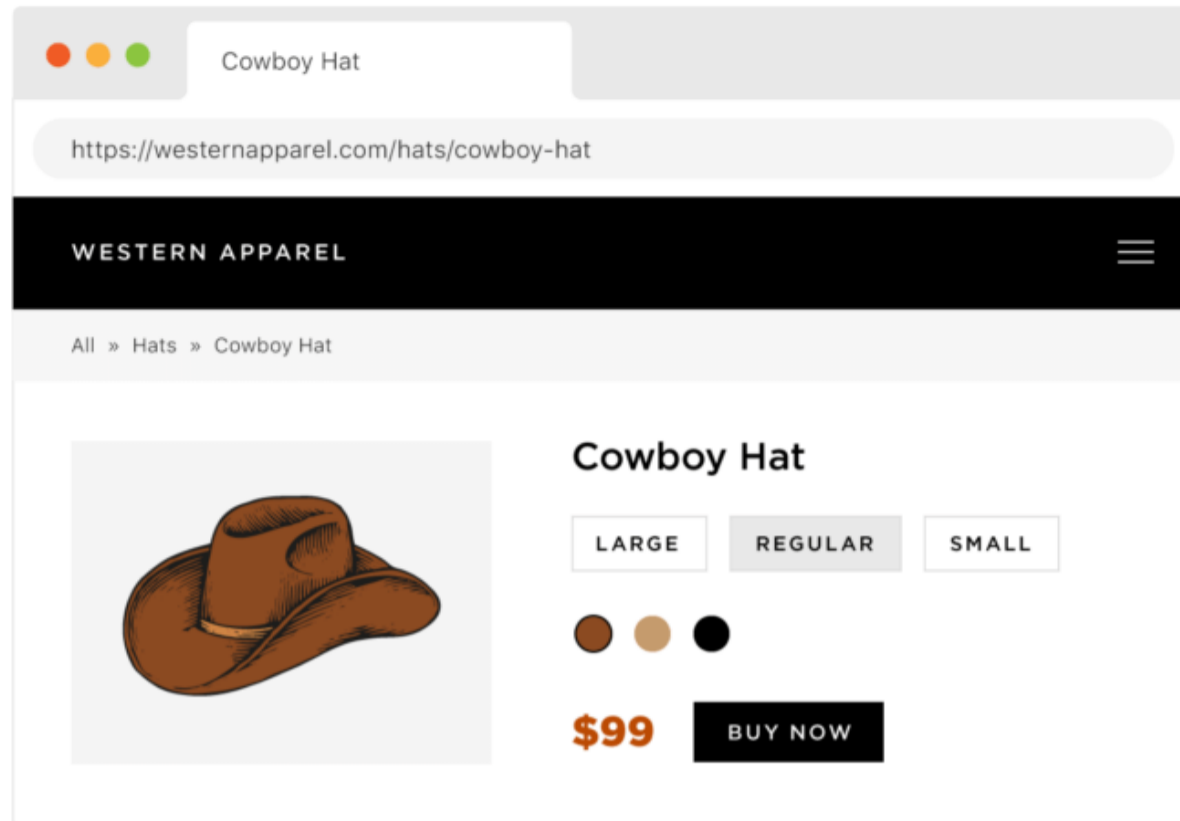 Cowboy Hat
https://westernapparel.com/hats/cowboy-hat
WESTERN APPAREL
All » Hats » Cowboy Hat
Cowboy Hat
LARGE REGULAR SMALL
$99 BUY NOW